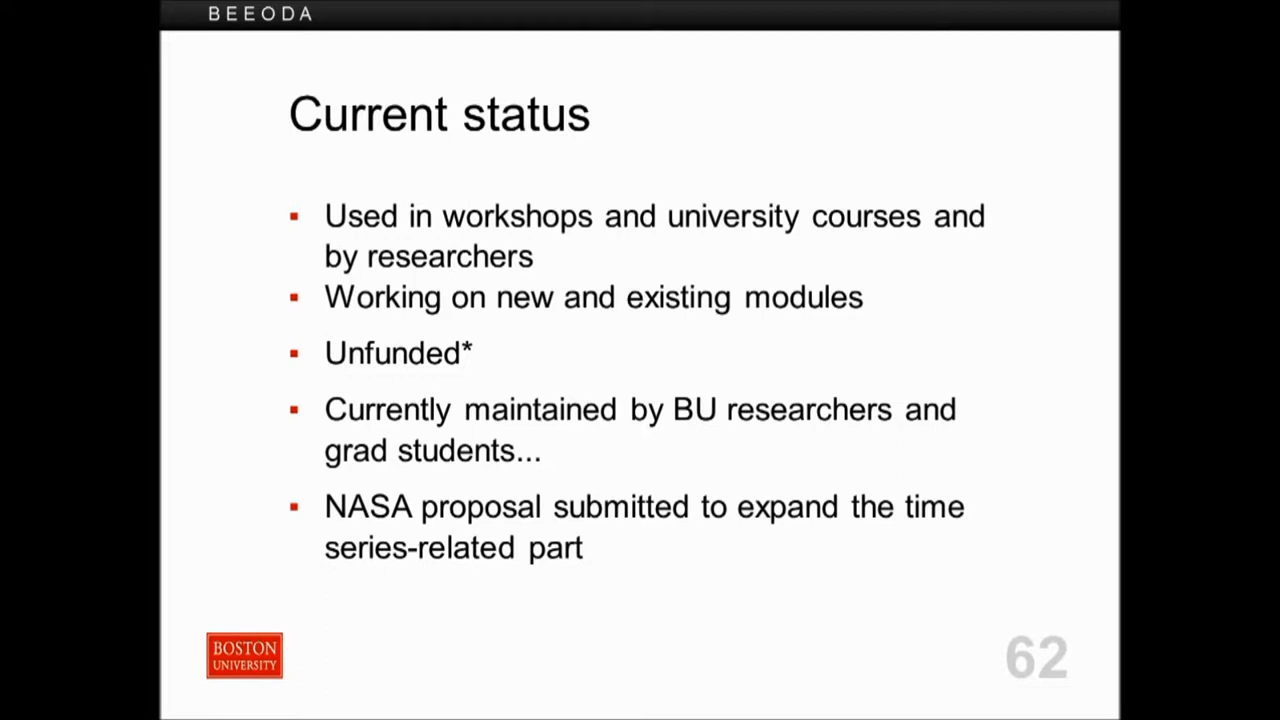 BEEODA
Current status
▪ Used in workshops and university courses and
by researchers
▪ Working on new and existing modules
▪ Unfunded*
▪ Currently maintained by BU researchers and
grad students...
▪ NASA proposal submitted to expand the time
series-related part
BOSTON
UNIVERSITY
62